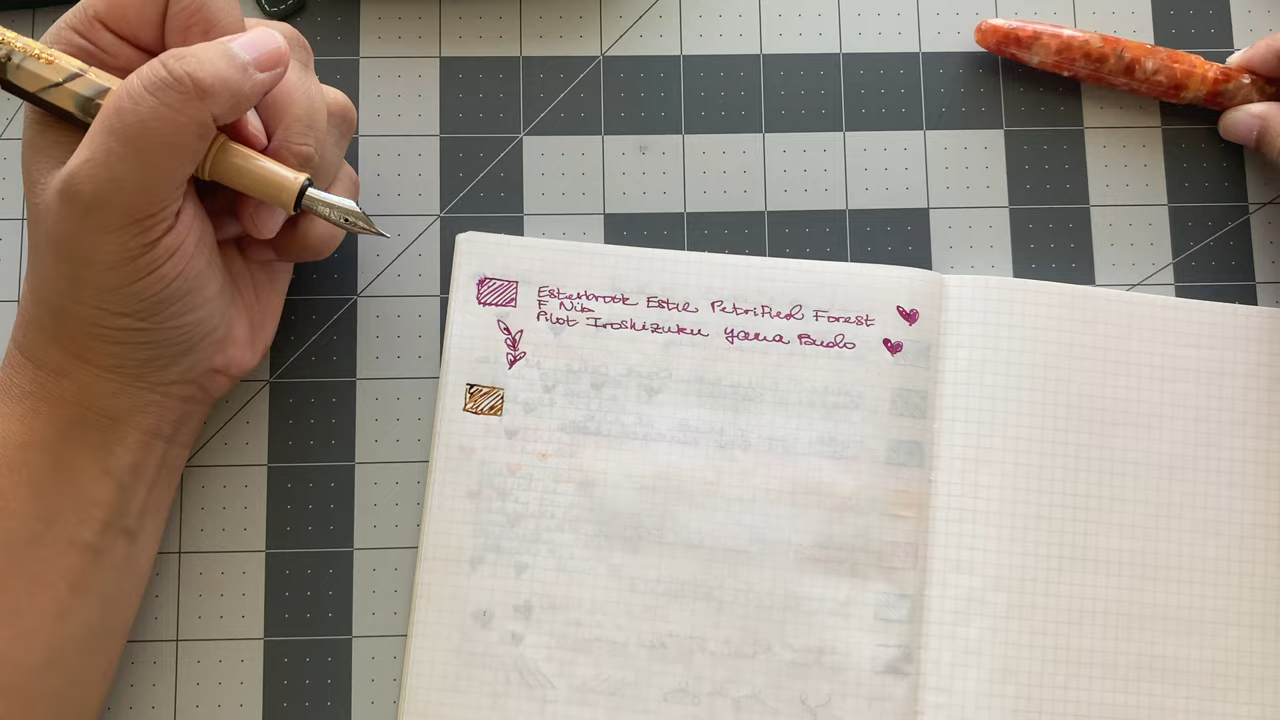 Esterbrook Estie Petrified Forest
F Nib
Pilot Iroshizuku yama Budo